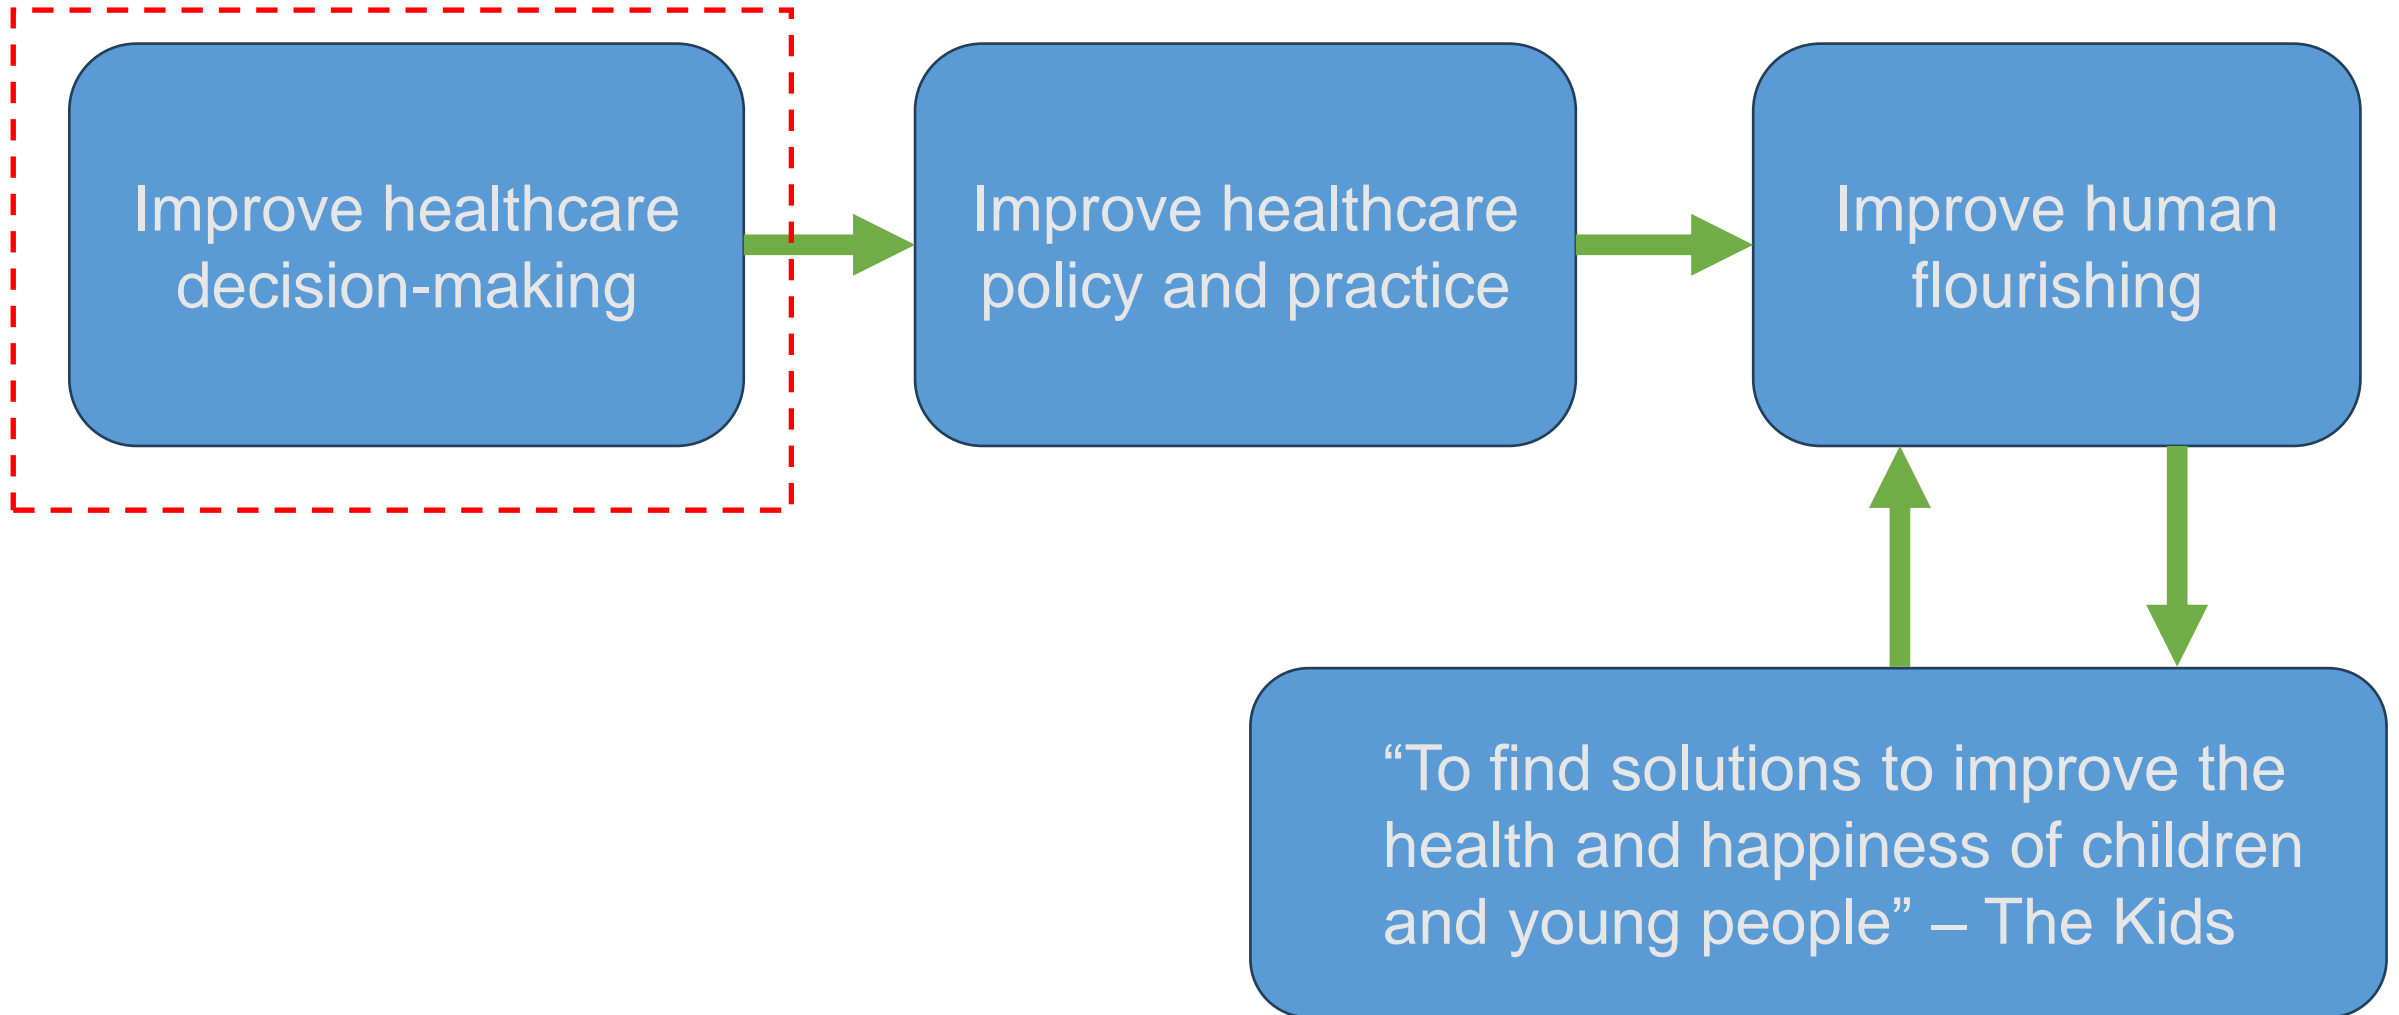 Improve healthcare
decision-making
Improve healthcare
policy and practice
Improve human
flourishing
“To find solutions to improve the
health and happiness of children
and young people” – The Kids